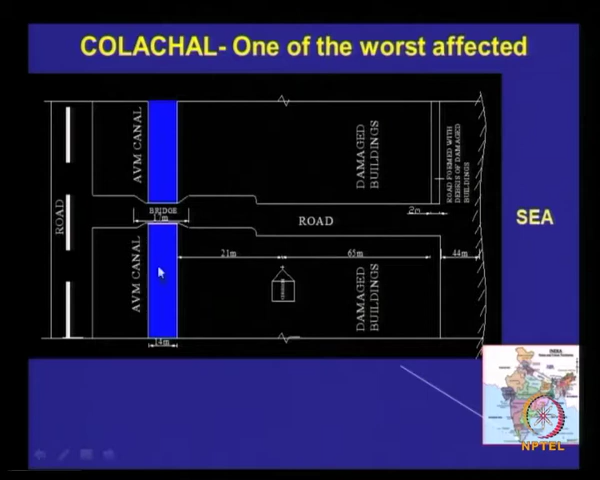 COLACHAL- One of the worst affected
AVM CANAL
DAMAGED
BUILDINGS
ROAD FORMED WITH
DEBRIS OF DAMAGED
BUILDINGS
ROAD
BRIDGE
17m
ROAD
SEA
AVM CANAL
21m
65m
44m
DAMAGED
BUILDINGS
14m
INDIA
NPTEL